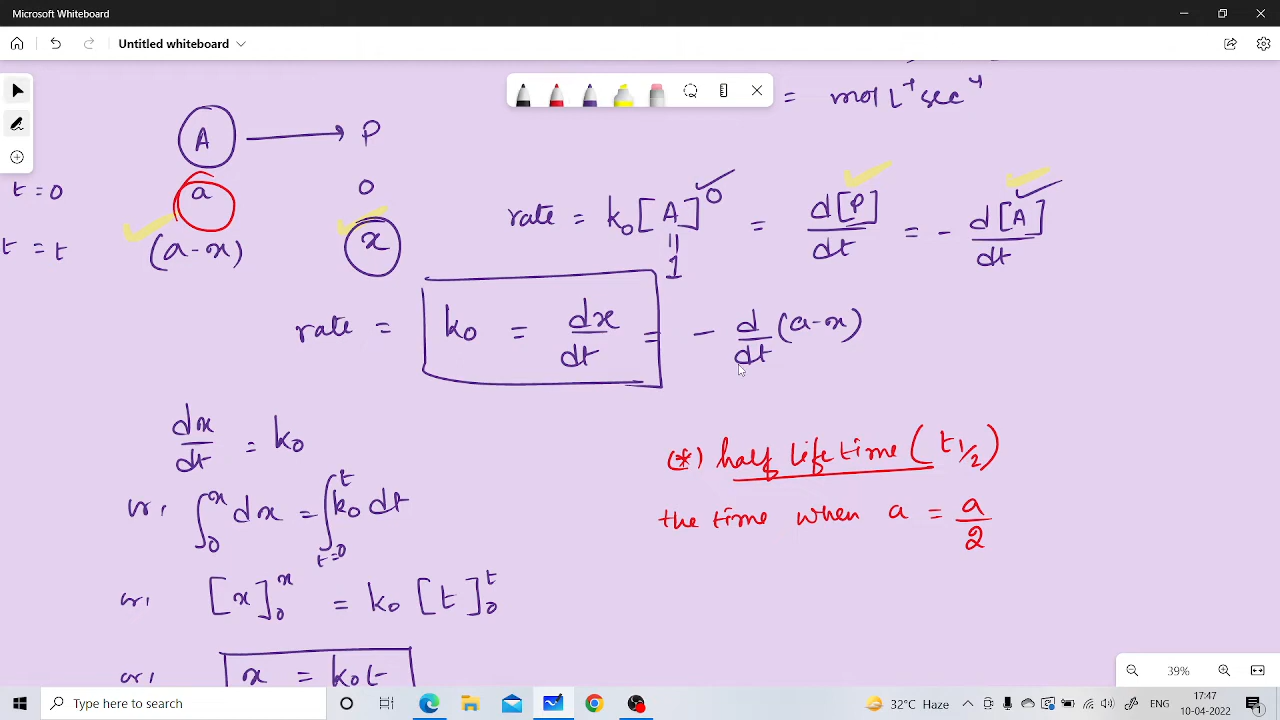 Microsoft Whiteboard
Untitled whiteboard
= mol L⁻¹ sec⁻¹
A → P
t = 0 a 0
t = t (a-x) x
rate = k₀[A]⁰ = d[P]/dt = - d[A]/dt
||
1
rate = k₀ = dx/dt = - d/dt (a-x)
dx/dt = k₀
or, ∫₀ˣ dx = ∫ₜ₌₀ᵗ k₀ dt
or, [x]₀ˣ = k₀ [t]₀ᵗ
or, x = k₀t
(*) half life time (t1/2)
the time when a = a/2
39%
Type here to search
32°C Haze
ENG
17:47
10-04-2022